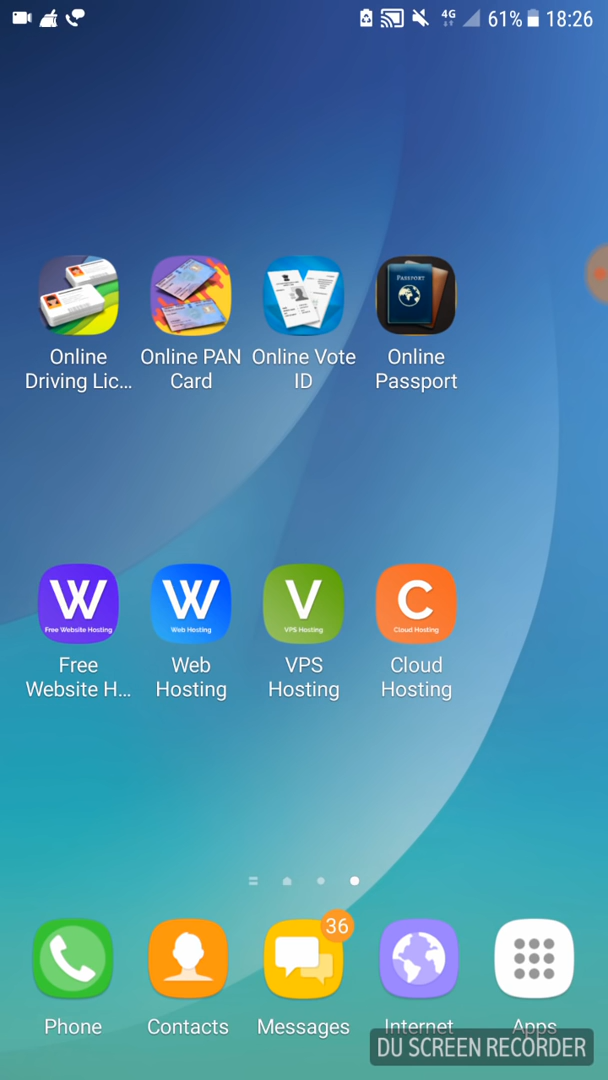 4G 61% 18:26
PASSPORT
Online Driving Lic...
Online PAN Card
Online Vote ID
Online Passport
W Free Website Hosting
W Web Hosting
V VPS Hosting
C Cloud Hosting
Free Website H...
Web Hosting
VPS Hosting
Cloud Hosting
36
Phone
Contacts
Messages
Internet
Apps
DU SCREEN RECORDER